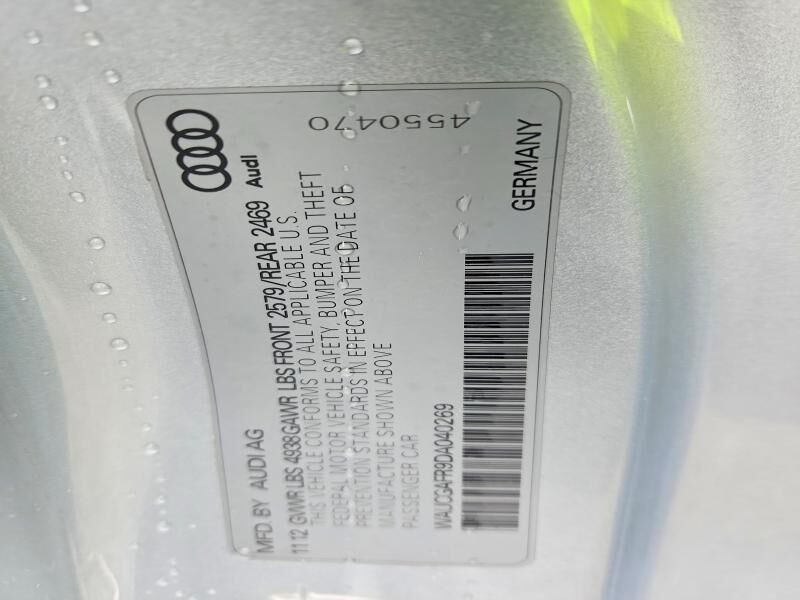 MFD. BY AUDI AG
11 12 GVWR LBS 4938 GAWR LBS FRONT 2579/REAR 2469 Audi
THIS VEHICLE CONFORMS TO ALL APPLICABLE U.S.
FEDERAL MOTOR VEHICLE SAFETY, BUMPER AND THEFT
PREVENTION STANDARDS IN EFFECT ON THE DATE OF
MANUFACTURE SHOWN ABOVE
4550470
PASSENGER CAR
WAUCGAFR9DA040269
GERMANY